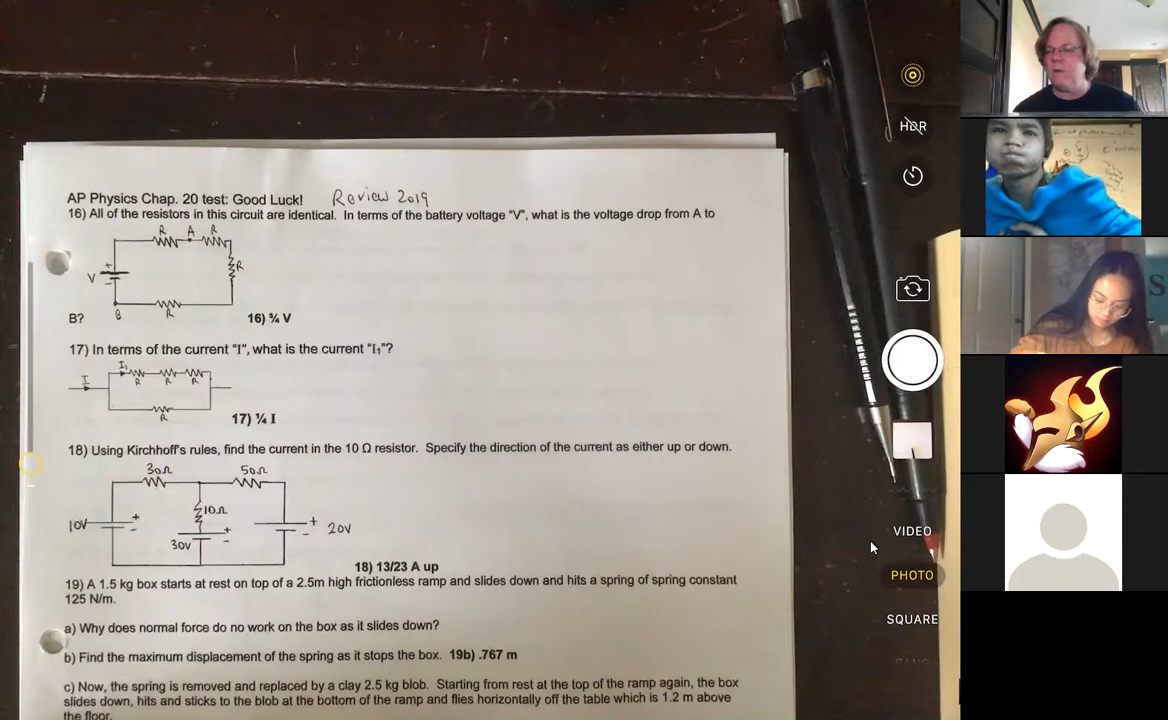 AP Physics Chap. 20 test: Good Luck! Review 2019
16) All of the resistors in this circuit are identical. In terms of the battery voltage "V", what is the voltage drop from A to
R A R
R
V + -
B R
B? 16) ¾ V
17) In terms of the current "I", what is the current "I₁"?
I I₁ R R R
R
17) ¼ I
18) Using Kirchhoff's rules, find the current in the 10 Ω resistor. Specify the direction of the current as either up or down.
30Ω 50Ω
10Ω
10V + - 30V + - + - 20V
18) 13/23 A up
19) A 1.5 kg box starts at rest on top of a 2.5m high frictionless ramp and slides down and hits a spring of spring constant
125 N/m.
a) Why does normal force do no work on the box as it slides down?
b) Find the maximum displacement of the spring as it stops the box. 19b) .767 m
c) Now, the spring is removed and replaced by a clay 2.5 kg blob. Starting from rest at the top of the ramp again, the box
slides down, hits and sticks to the blob at the bottom of the ramp and flies horizontally off the table which is 1.2 m above
the floor.
HDR
VIDEO
PHOTO
SQUARE
S